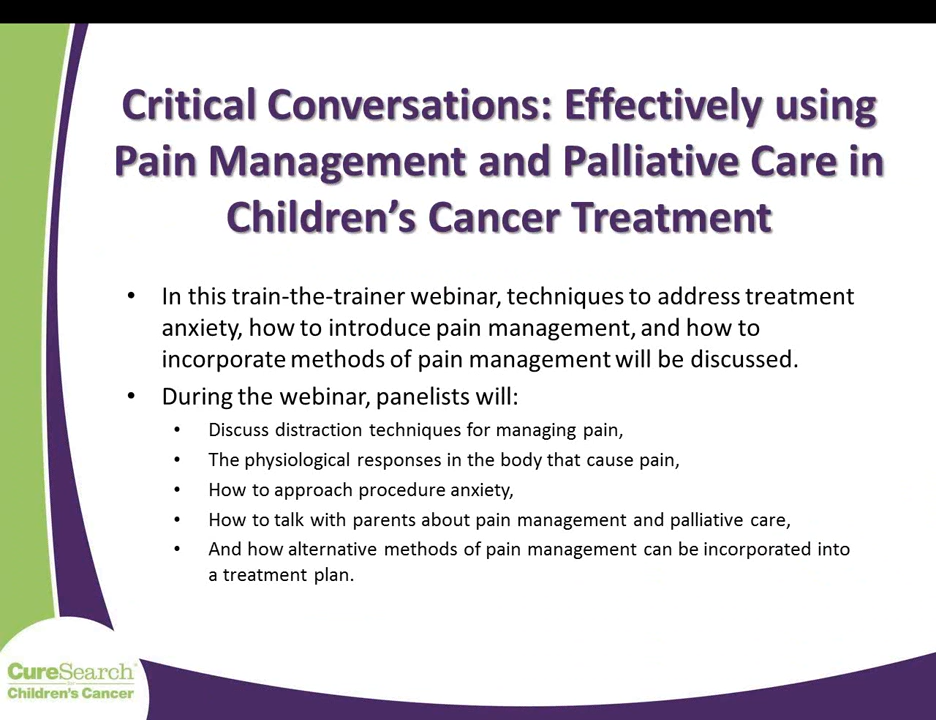 Critical Conversations: Effectively using
Pain Management and Palliative Care in
Children's Cancer Treatment
• In this train-the-trainer webinar, techniques to address treatment
anxiety, how to introduce pain management, and how to
incorporate methods of pain management will be discussed.
• During the webinar, panelists will:
• Discuss distraction techniques for managing pain,
• The physiological responses in the body that cause pain,
• How to approach procedure anxiety,
• How to talk with parents about pain management and palliative care,
• And how alternative methods of pain management can be incorporated into
a treatment plan.
CureSearch
Children's Cancer